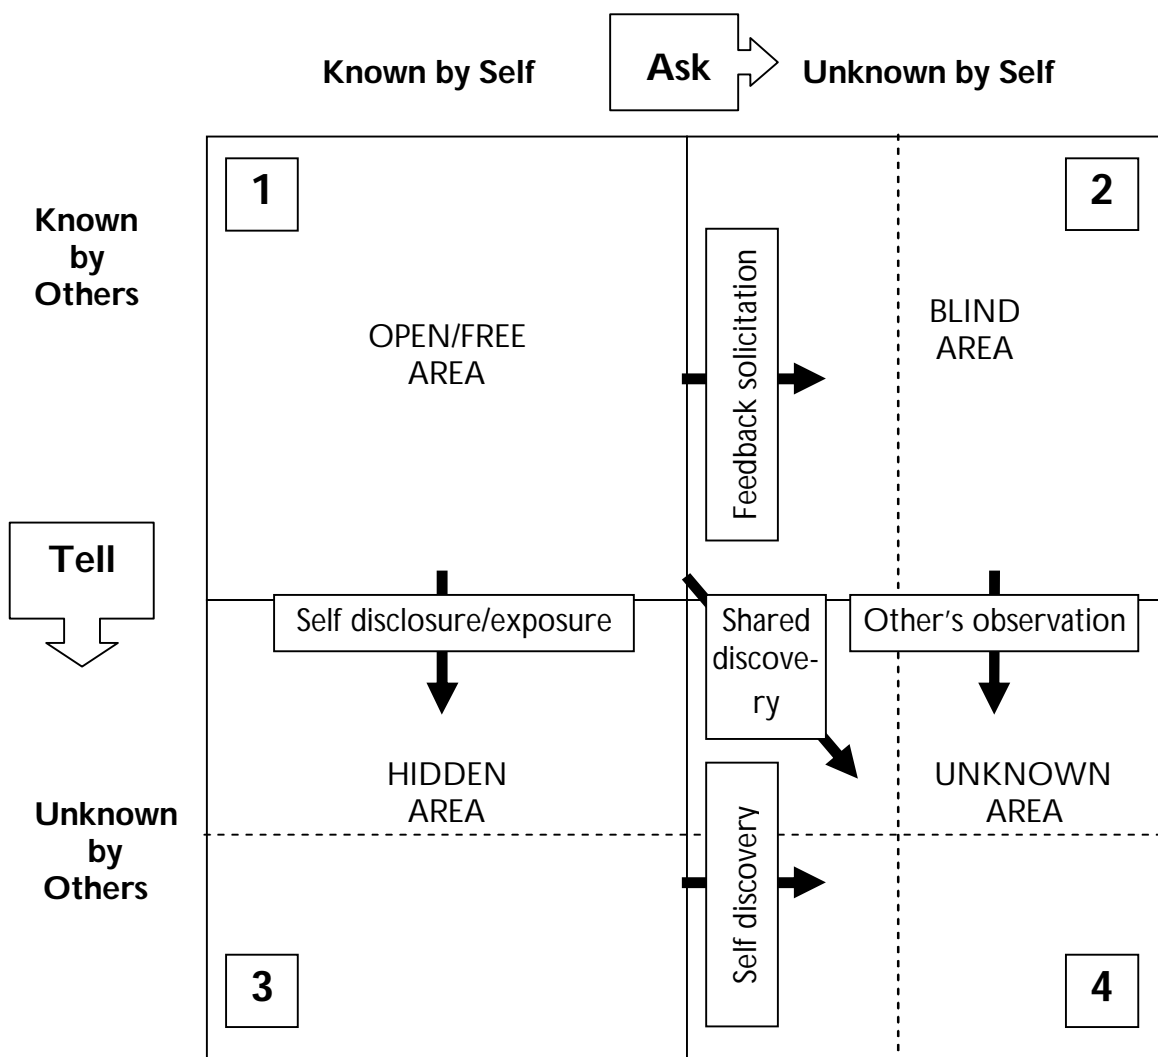 Known by Self
Ask
Unknown by Self
1
2
Known
by
Others
OPEN/FREE
AREA
Feedback solicitation
BLIND
AREA
Tell
Self disclosure/exposure
Shared
discove-
ry
Other's observation
HIDDEN
AREA
UNKNOWN
AREA
Unknown
by
Others
Self discovery
3
4